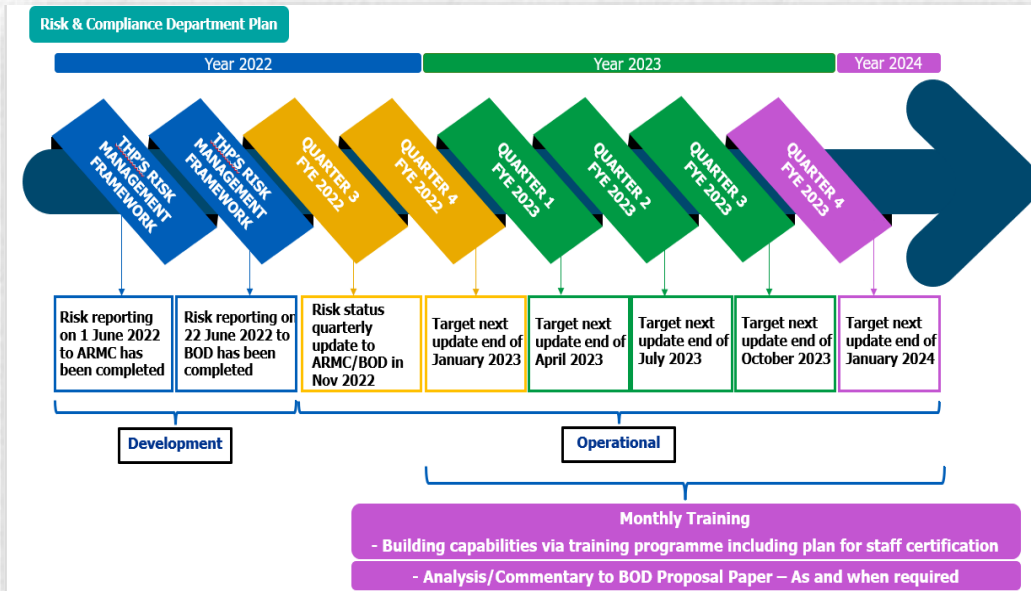 Risk & Compliance Department Plan
Year 2022
Year 2023
Year 2024
THP'S RISK
MANAGEMENT
FRAMEWORK
THP'S RISK
MANAGEMENT
FRAMEWORK
QUARTER 3
FYE 2022
QUARTER 4
FYE 2022
QUARTER 1
FYE 2023
QUARTER 2
FYE 2023
QUARTER 3
FYE 2023
QUARTER 4
FYE 2023
Risk reporting
on 1 June 2022
to ARMC has
been completed
Risk reporting on
22 June 2022 to
BOD has been
completed
Risk status
quarterly
update to
ARMC/BOD in
Nov 2022
Target next
update end of
January 2023
Target next
update end of
April 2023
Target next
update end of
July 2023
Target next
update end of
October 2023
Target next
update end of
January 2024
Development
Operational
Monthly Training
- Building capabilities via training programme including plan for staff certification
- Analysis/Commentary to BOD Proposal Paper – As and when required